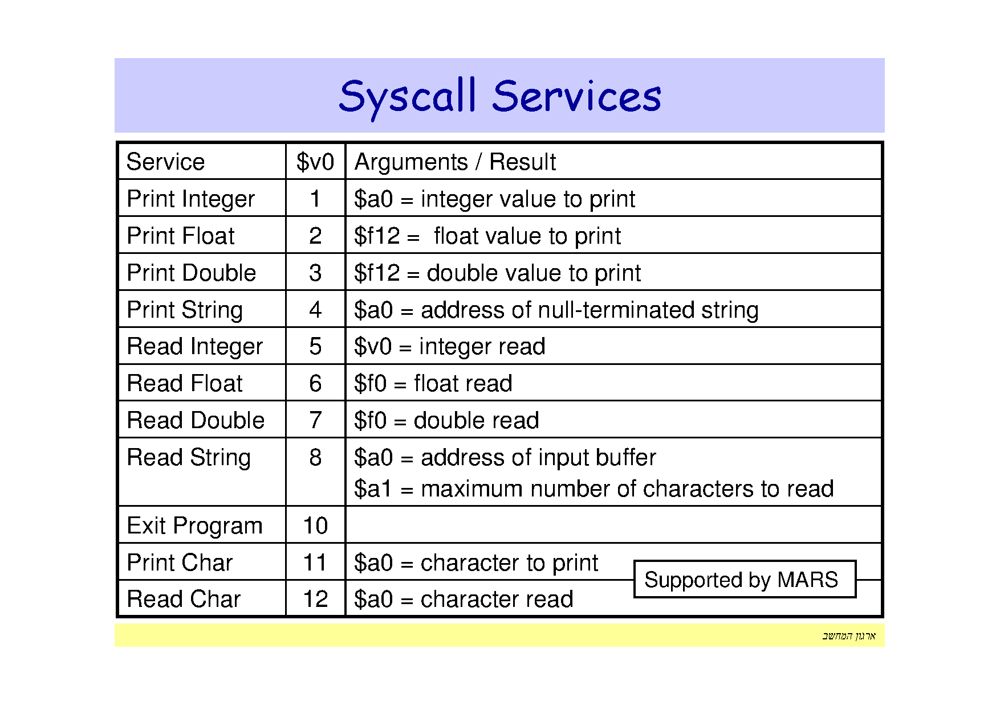 Syscall Services
Service $v0 Arguments / Result
Print Integer 1 $a0 = integer value to print
Print Float 2 $f12 = float value to print
Print Double 3 $f12 = double value to print
Print String 4 $a0 = address of null-terminated string
Read Integer 5 $v0 = integer read
Read Float 6 $f0 = float read
Read Double 7 $f0 = double read
Read String 8 $a0 = address of input buffer
$a1 = maximum number of characters to read
Exit Program 10
Print Char 11 $a0 = character to print
Supported by MARS
Read Char 12 $a0 = character read
ארגון המחשב